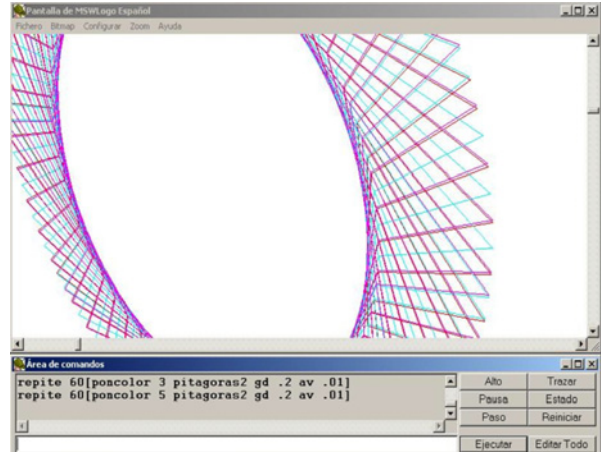 Pantalla de MSWLogo Español
Fichero Bitmap Configurar Zoom Ayuda
Área de comandos
repite 60[poncolor 3 pitagoras2 gd .2 av .01]
repite 60[poncolor 5 pitagoras2 gd .2 av .01]
Alto Trazar
Pausa Estado
Paso Reiniciar
Ejecutar Editar Todo